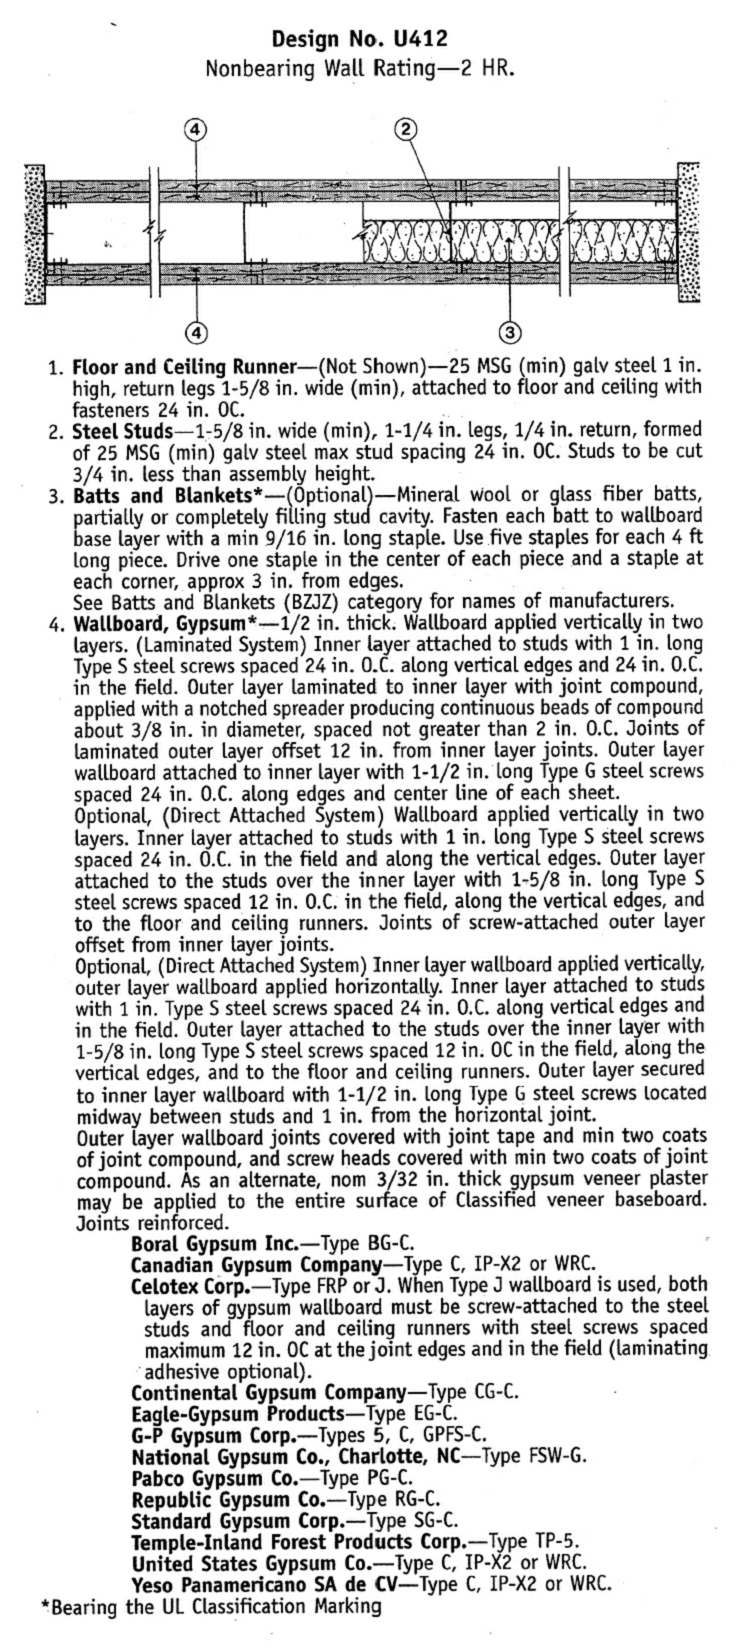 Design No. U412
Nonbearing Wall Rating—2 HR.
4
2
4
3
1. Floor and Ceiling Runner—(Not Shown)—25 MSG (min) galv steel 1 in.
high, return legs 1-5/8 in. wide (min), attached to floor and ceiling with
fasteners 24 in. OC.
2. Steel Studs—1-5/8 in. wide (min), 1-1/4 in. legs, 1/4 in. return, formed
of 25 MSG (min) galv steel max stud spacing 24 in. OC. Studs to be cut
3/4 in. less than assembly height.
3. Batts and Blankets*—(Optional)—Mineral wool or glass fiber batts,
partially or completely filling stud cavity. Fasten each batt to wallboard
base layer with a min 9/16 in. long staple. Use five staples for each 4 ft
long piece. Drive one staple in the center of each piece and a staple at
each corner, approx 3 in. from edges.
See Batts and Blankets (BZJZ) category for names of manufacturers.
4. Wallboard, Gypsum*—1/2 in. thick. Wallboard applied vertically in two
layers. (Laminated System) Inner layer attached to studs with 1 in. long
Type S steel screws spaced 24 in. O.C. along vertical edges and 24 in. O.C.
in the field. Outer layer laminated to inner layer with joint compound,
applied with a notched spreader producing continuous beads of compound
about 3/8 in. in diameter, spaced not greater than 2 in. O.C. Joints of
laminated outer layer offset 12 in. from inner layer joints. Outer layer
wallboard attached to inner layer with 1-1/2 in. long Type G steel screws
spaced 24 in. O.C. along edges and center line of each sheet.
Optional, (Direct Attached System) Wallboard applied vertically in two
layers. Inner layer attached to studs with 1 in. long Type S steel screws
spaced 24 in. O.C. in the field and along the vertical edges. Outer layer
attached to the studs over the inner layer with 1-5/8 in. long Type S
steel screws spaced 12 in. O.C. in the field, along the vertical edges, and
to the floor and ceiling runners. Joints of screw-attached outer layer
offset from inner layer joints.
Optional, (Direct Attached System) Inner layer wallboard applied vertically,
outer layer wallboard applied horizontally. Inner layer attached to studs
with 1 in. Type S steel screws spaced 24 in. O.C. along vertical edges and
in the field. Outer layer attached to the studs over the inner layer with
1-5/8 in. long Type S steel screws spaced 12 in. OC in the field, along the
vertical edges, and to the floor and ceiling runners. Outer layer secured
to inner layer wallboard with 1-1/2 in. long Type G steel screws located
midway between studs and 1 in. from the horizontal joint.
Outer layer wallboard joints covered with joint tape and min two coats
of joint compound, and screw heads covered with min two coats of joint
compound. As an alternate, nom 3/32 in. thick gypsum veneer plaster
may be applied to the entire surface of Classified veneer baseboard.
Joints reinforced.
Boral Gypsum Inc.—Type BG-C.
Canadian Gypsum Company—Type C, IP-X2 or WRC.
Celotex Corp.—Type FRP or J. When Type J wallboard is used, both
layers of gypsum wallboard must be screw-attached to the steel
studs and floor and ceiling runners with steel screws spaced
maximum 12 in. OC at the joint edges and in the field (laminating
adhesive optional).
Continental Gypsum Company—Type CG-C.
Eagle-Gypsum Products—Type EG-C.
G-P Gypsum Corp.—Types 5, C, GPFS-C.
National Gypsum Co., Charlotte, NC—Type FSW-G.
Pabco Gypsum Co.—Type PG-C.
Republic Gypsum Co.—Type RG-C.
Standard Gypsum Corp.—Type SG-C.
Temple-Inland Forest Products Corp.—Type TP-5.
United States Gypsum Co.—Type C, IP-X2 or WRC.
Yeso Panamericano SA de CV—Type C, IP-X2 or WRC.
*Bearing the UL Classification Marking